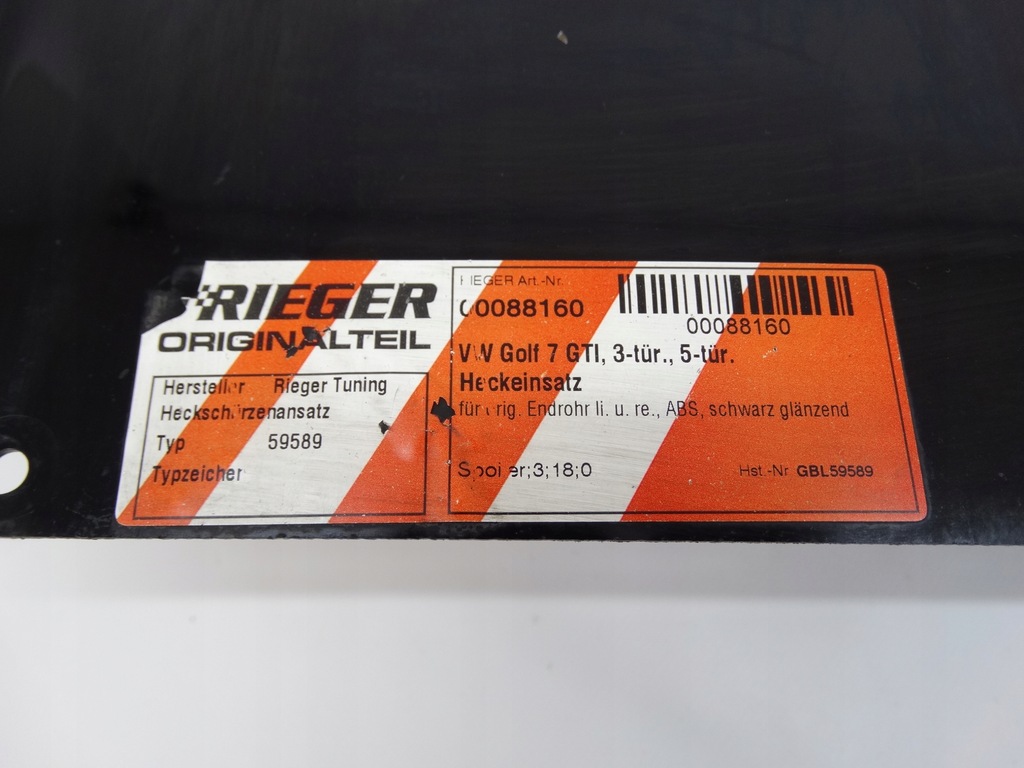 RIEGER
ORIGINALTEIL
Hersteller Rieger Tuning
Heckschürzenansatz
Typ 59589
Typzeichen
RIEGER Art.-Nr.
00088160
00088160
VW Golf 7 GTI, 3-tür., 5-tür.
Heckeinsatz
für orig. Endrohr li. u. re., ABS, schwarz glänzend
Spoiler;3;18;0
Hst.-Nr GBL59589